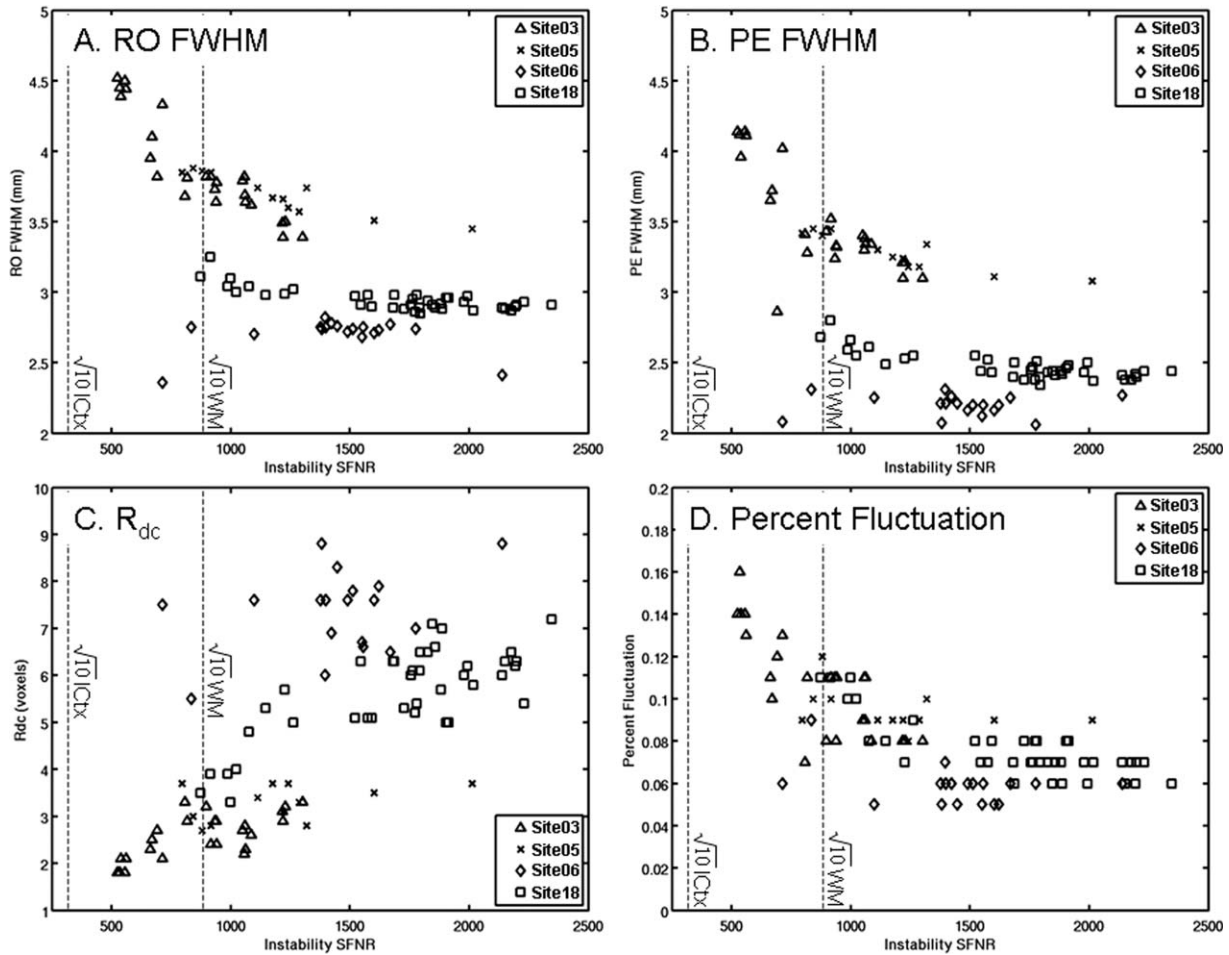 A. RO FWHM
Site03
Site05
Site06
Site18
5
4.5
4
3.5
3
2.5
2
RO FWHM (mm)
√10 ICtx
√10 WM
500
1000
1500
2000
2500
Instability SFNR
B. PE FWHM
Site03
Site05
Site06
Site18
5
4.5
4
3.5
3
2.5
2
PE FWHM (mm)
√10 ICtx
√10 WM
500
1000
1500
2000
2500
Instability SFNR
C. Rdc
10
9
8
7
6
5
4
3
2
1
Rdc (voxels)
√10 ICtx
√10 WM
Site03
Site05
Site06
Site18
500
1000
1500
2000
2500
Instability SFNR
D. Percent Fluctuation
Site03
Site05
Site06
Site18
0.2
0.16
0.14
0.12
0.1
0.08
0.06
0.04
0.02
0
Percent Fluctuation
√10 ICtx
√10 WM
500
1000
1500
2000
2500
Instability SFNR